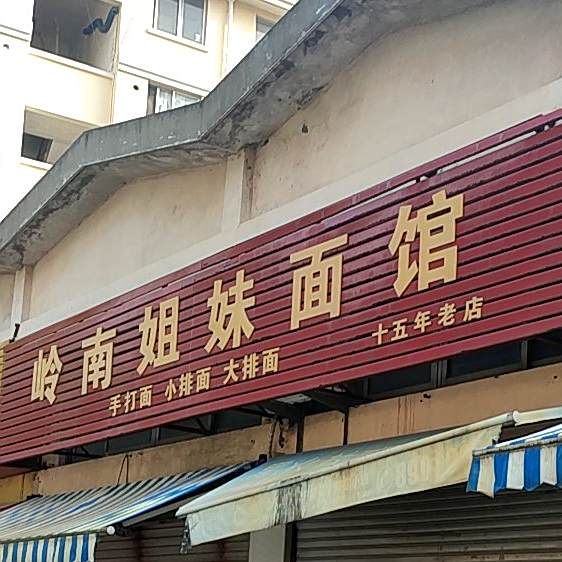 岭南姐妹面馆
手打面 小排面 大排面
十五年老店